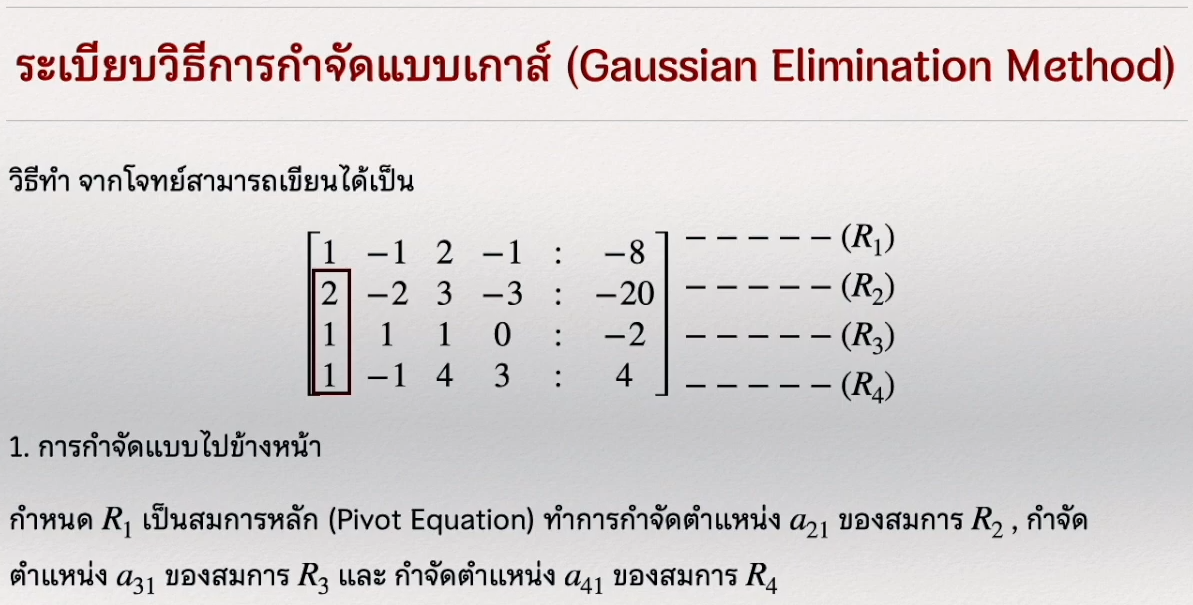 ระเบียบวิธีการกำจัดแบบเกาส์ (Gaussian Elimination Method)
วิธีทำ จากโจทย์สามารถเขียนได้เป็น
1 −1 2 −1 : −8 − − − − − (R₁)
2 −2 3 −3 : −20 − − − − − (R₂)
1 1 1 0 : −2 − − − − − (R₃)
1 −1 4 3 : 4 − − − − − (R₄)
1. การกำจัดแบบไปข้างหน้า
กำหนด R₁ เป็นสมการหลัก (Pivot Equation) ทำการกำจัดตำแหน่ง a₂₁ ของสมการ R₂ , กำจัด
ตำแหน่ง a₃₁ ของสมการ R₃ และ กำจัดตำแหน่ง a₄₁ ของสมการ R₄